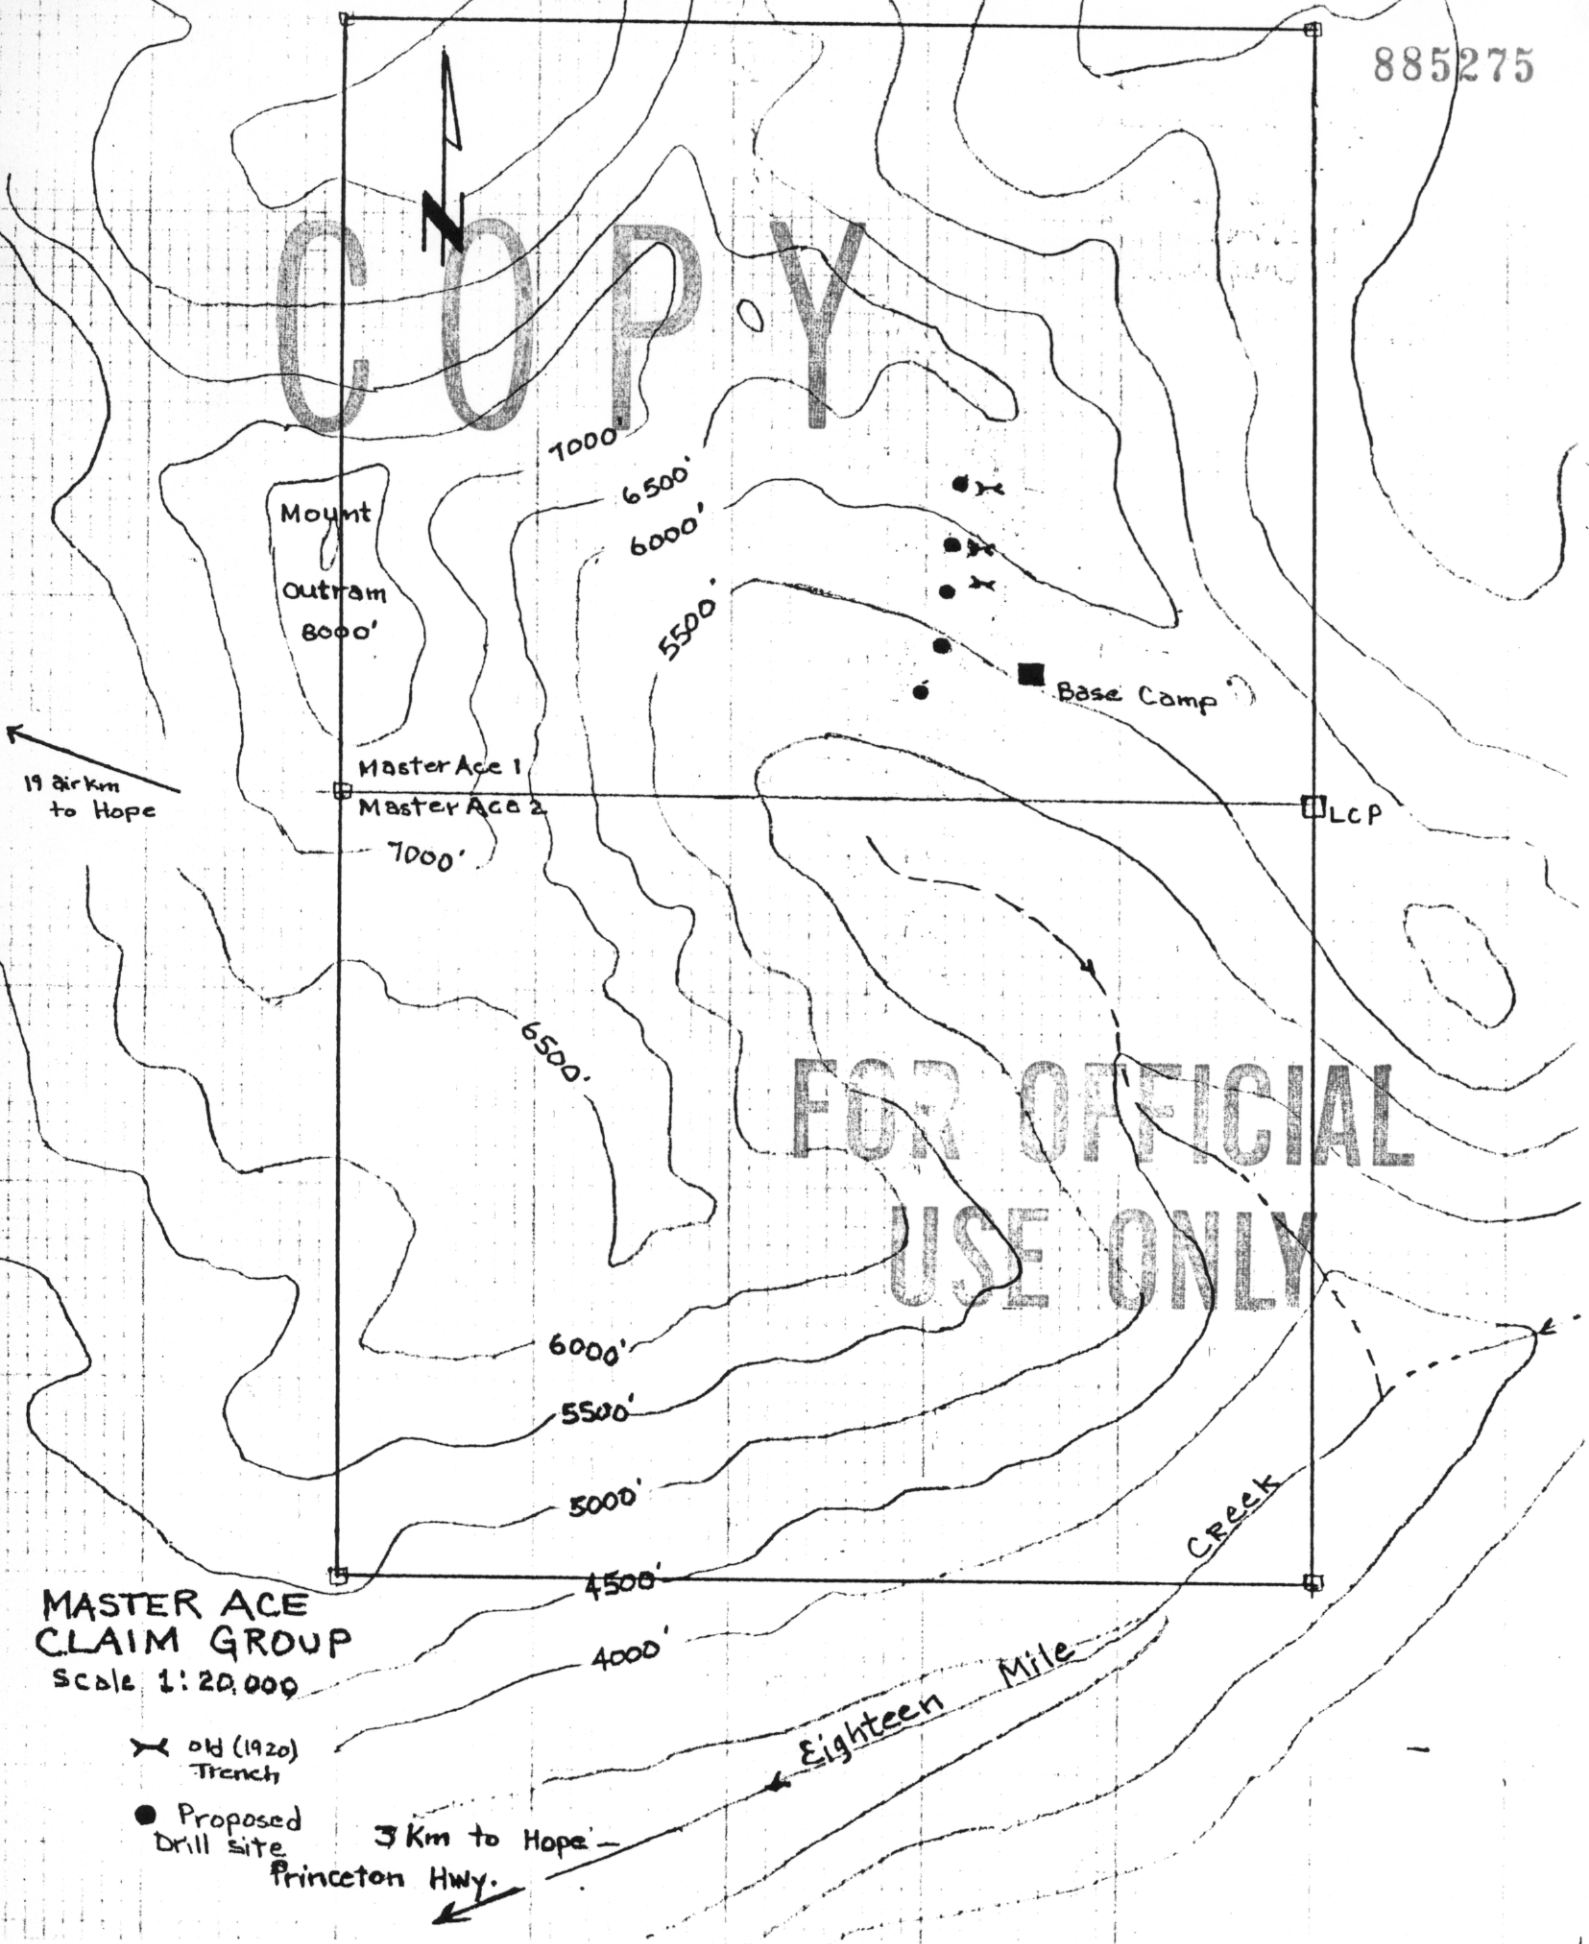 885275
N
COPY
7000'
6500'
6000'
5500'
Mount
Outram
8000'
Base Camp
19 air km
to Hope
Master Ace 1
Master Ace 2
LCP
7000'
6500'
FOR OFFICIAL
USE ONLY
6000'
5500'
5000'
4500'
4000'
Eighteen Mile Creek
MASTER ACE
CLAIM GROUP
Scale 1:20,000
old (1920)
Trench
Proposed
Drill Site
3 Km to Hope -
Princeton Hwy.